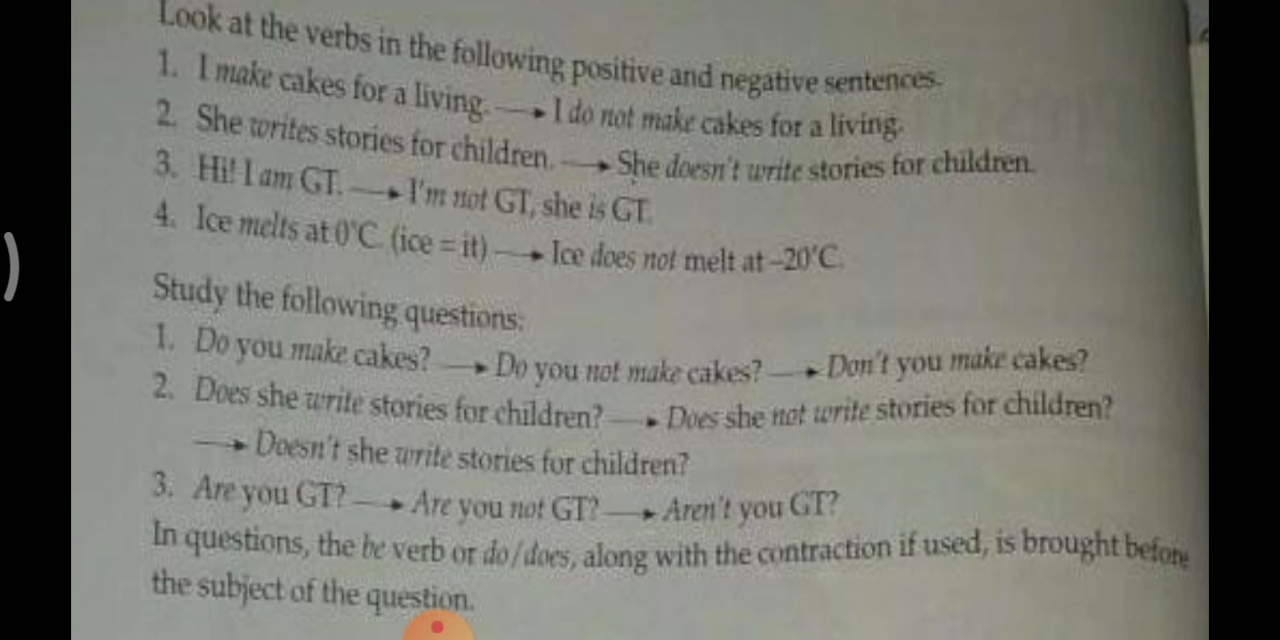 Look at the verbs in the following positive and negative sentences.
1. I make cakes for a living. → I do not make cakes for a living.
2. She writes stories for children. → She doesn't write stories for children.
3. Hi! I am GT. → I'm not GT, she is GT.
4. Ice melts at 0°C. (ice = it) → Ice does not melt at –20°C.
Study the following questions:
1. Do you make cakes? → Do you not make cakes? → Don't you make cakes?
2. Does she write stories for children? → Does she not write stories for children?
→ Doesn't she write stories for children?
3. Are you GT? → Are you not GT? → Aren't you GT?
In questions, the be verb or do/does, along with the contraction if used, is brought before
the subject of the question.